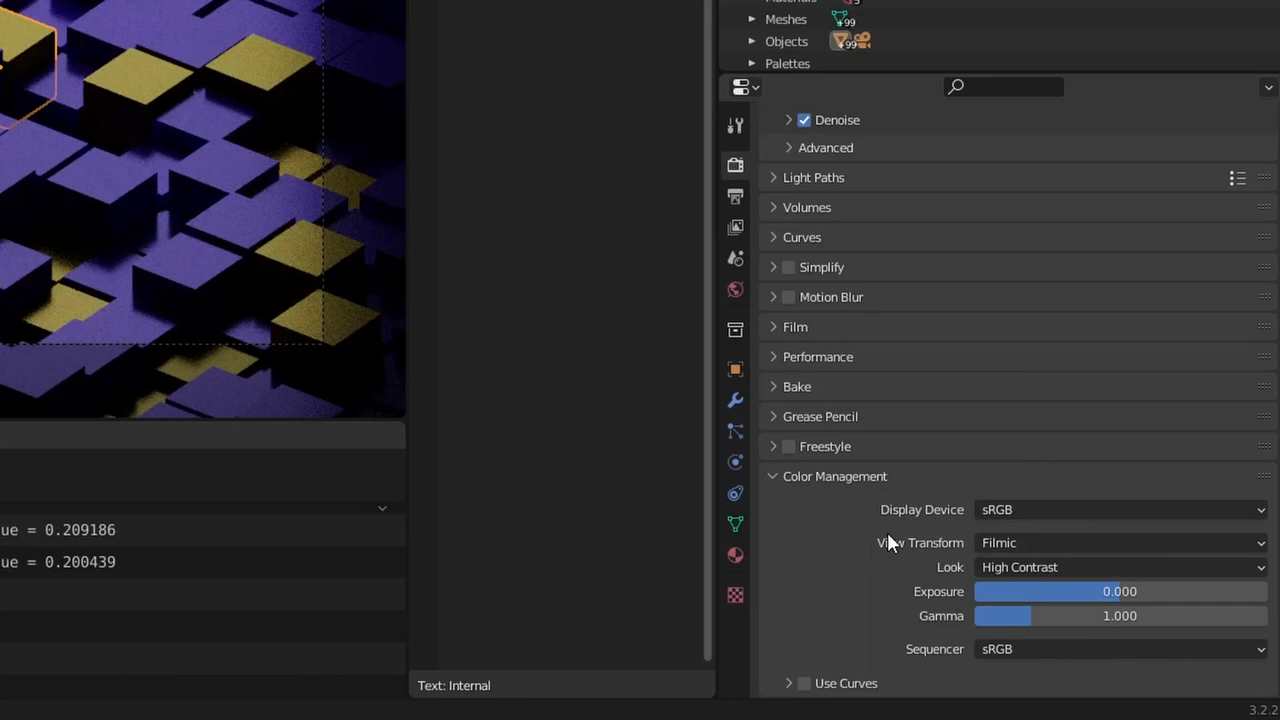 Meshes +99
Objects +99
Palettes
Denoise
Advanced
Light Paths
Volumes
Curves
Simplify
Motion Blur
Film
Performance
Bake
Grease Pencil
Freestyle
Color Management
Display Device sRGB
View Transform Filmic
Look High Contrast
Exposure 0.000
Gamma 1.000
Sequencer sRGB
Use Curves
ue = 0.209186
ue = 0.200439
Text: Internal
3.2.2